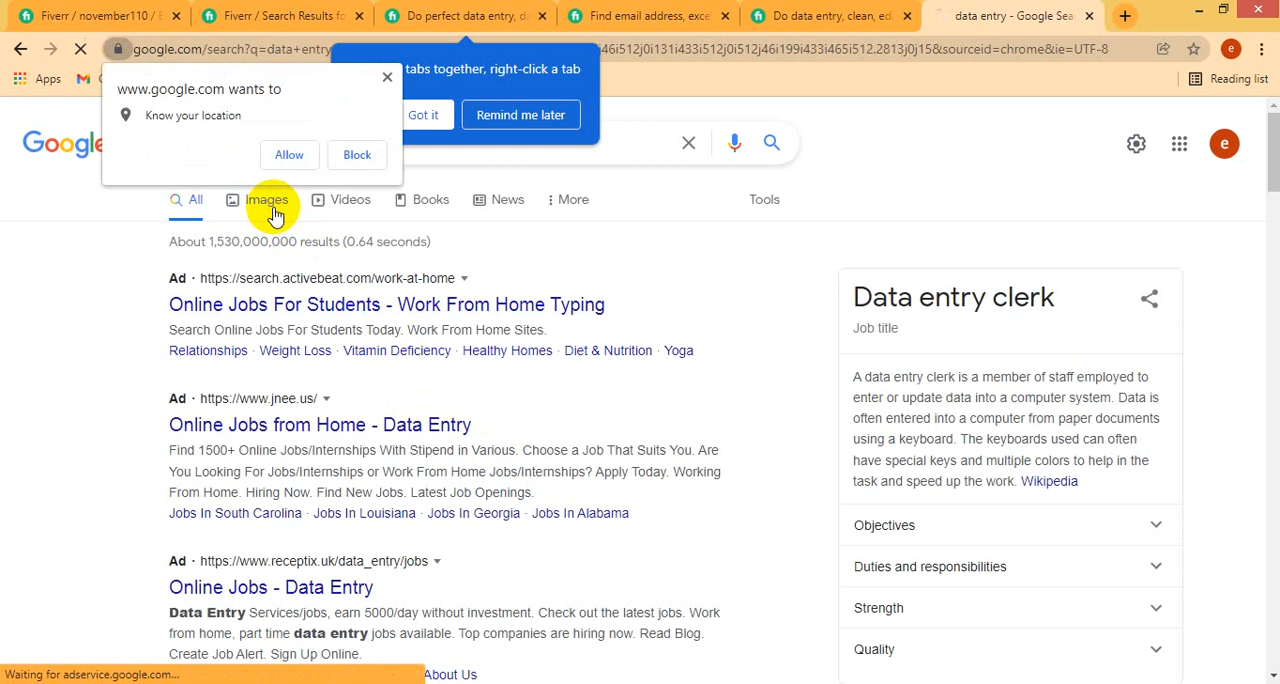 Fiverr / november110 / E
Fiverr / Search Results fo
Do perfect data entry, d
Find email address, exce
Do data entry, clean, ed
data entry - Google Sea
google.com/search?q=data+entry
46i512j0i131i433i512j0i512j46i199i433i465i512.2813j0j15&sourceid=chrome&ie=UTF-8
e
Apps
Reading list
tabs together, right-click a tab
Got it
Remind me later
www.google.com wants to
Know your location
Allow
Block
Google
e
All
Images
Videos
Books
News
More
Tools
About 1,530,000,000 results (0.64 seconds)
Ad · https://search.activebeat.com/work-at-home
Online Jobs For Students - Work From Home Typing
Search Online Jobs For Students Today. Work From Home Sites.
Relationships · Weight Loss · Vitamin Deficiency · Healthy Homes · Diet & Nutrition · Yoga
Ad · https://www.jnee.us/
Online Jobs from Home - Data Entry
Find 1500+ Online Jobs/Internships With Stipend in Various. Choose a Job That Suits You. Are
You Looking For Jobs/Internships or Work From Home Jobs/Internships? Apply Today. Working
From Home. Hiring Now. Find New Jobs. Latest Job Openings.
Jobs In South Carolina · Jobs In Louisiana · Jobs In Georgia · Jobs In Alabama
Ad · https://www.receptix.uk/data_entry/jobs
Online Jobs - Data Entry
Data Entry Services/jobs, earn 5000/day without investment. Check out the latest jobs. Work
from home, part time data entry jobs available. Top companies are hiring now. Read Blog.
Create Job Alert. Sign Up Online.
About Us
Data entry clerk
Job title
A data entry clerk is a member of staff employed to
enter or update data into a computer system. Data is
often entered into a computer from paper documents
using a keyboard. The keyboards used can often
have special keys and multiple colors to help in the
task and speed up the work. Wikipedia
Objectives
Duties and responsibilities
Strength
Quality
Waiting for adservice.google.com...